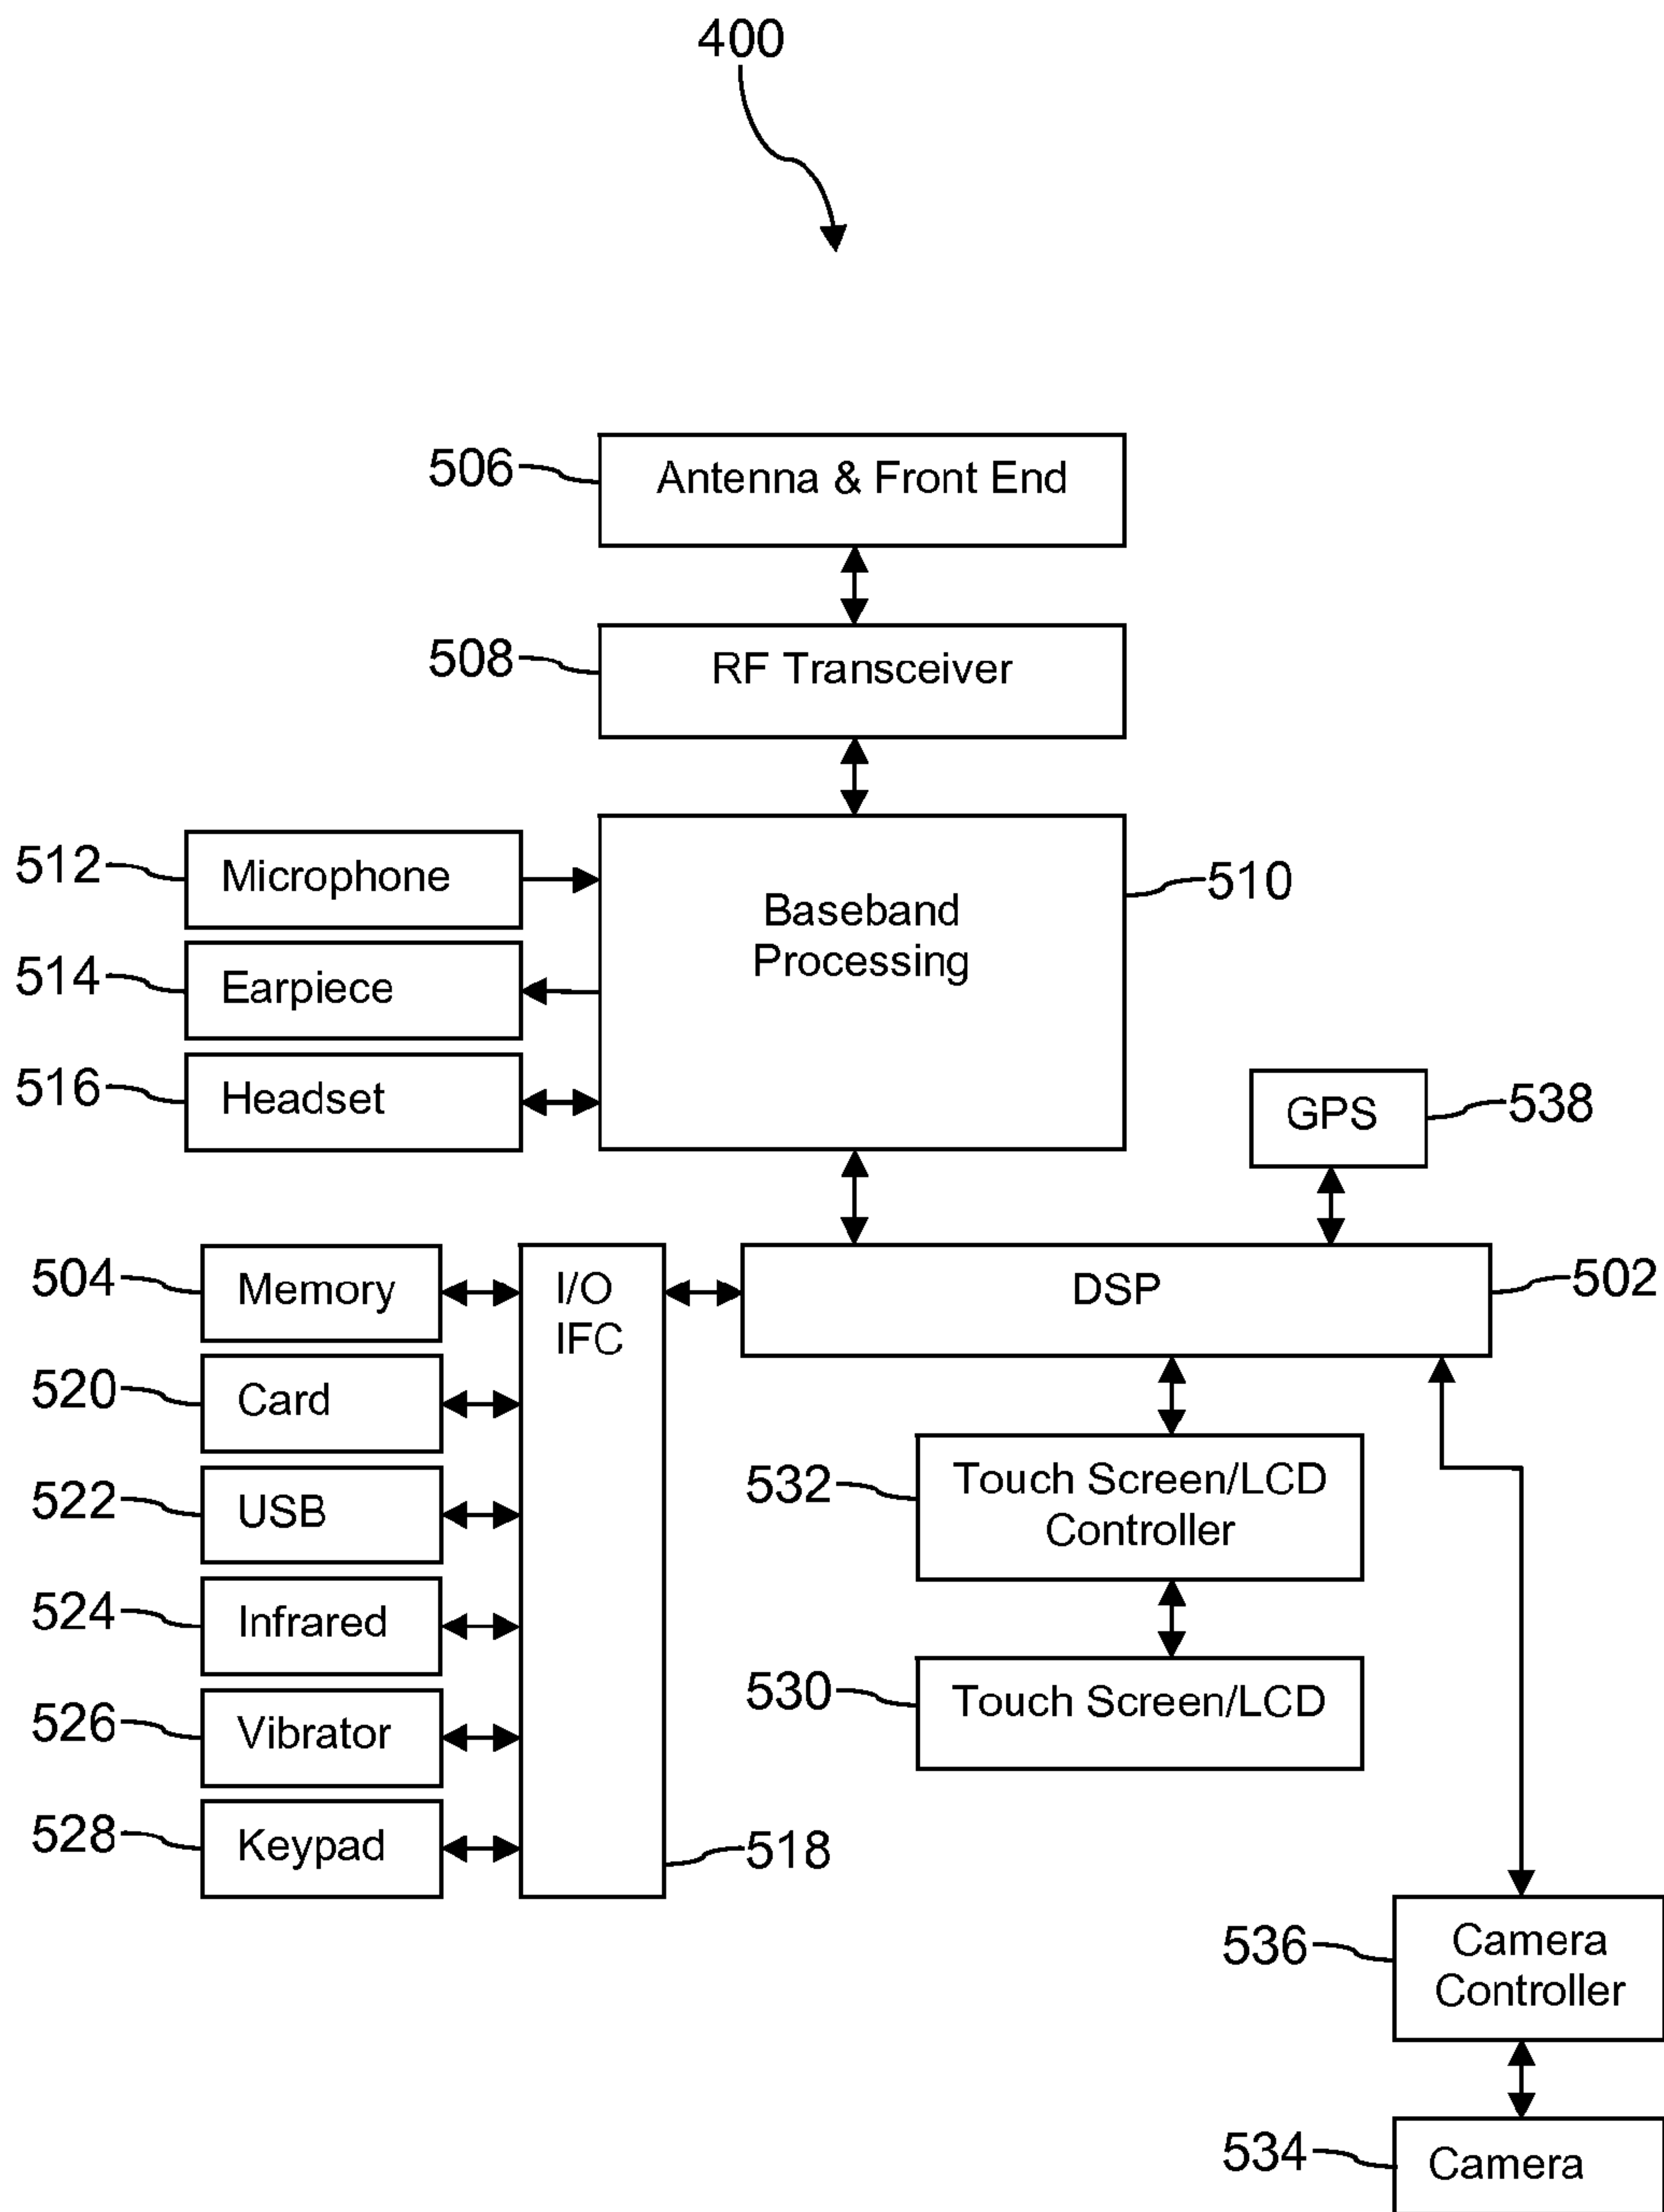 400
506
Antenna & Front End
508
RF Transceiver
512
Microphone
510
Baseband
Processing
514
Earpiece
516
Headset
GPS
538
504
Memory
I/O
IFC
DSP
502
520
Card
522
USB
532
Touch Screen/LCD
Controller
524
Infrared
530
Touch Screen/LCD
526
Vibrator
528
Keypad
518
536
Camera
Controller
534
Camera